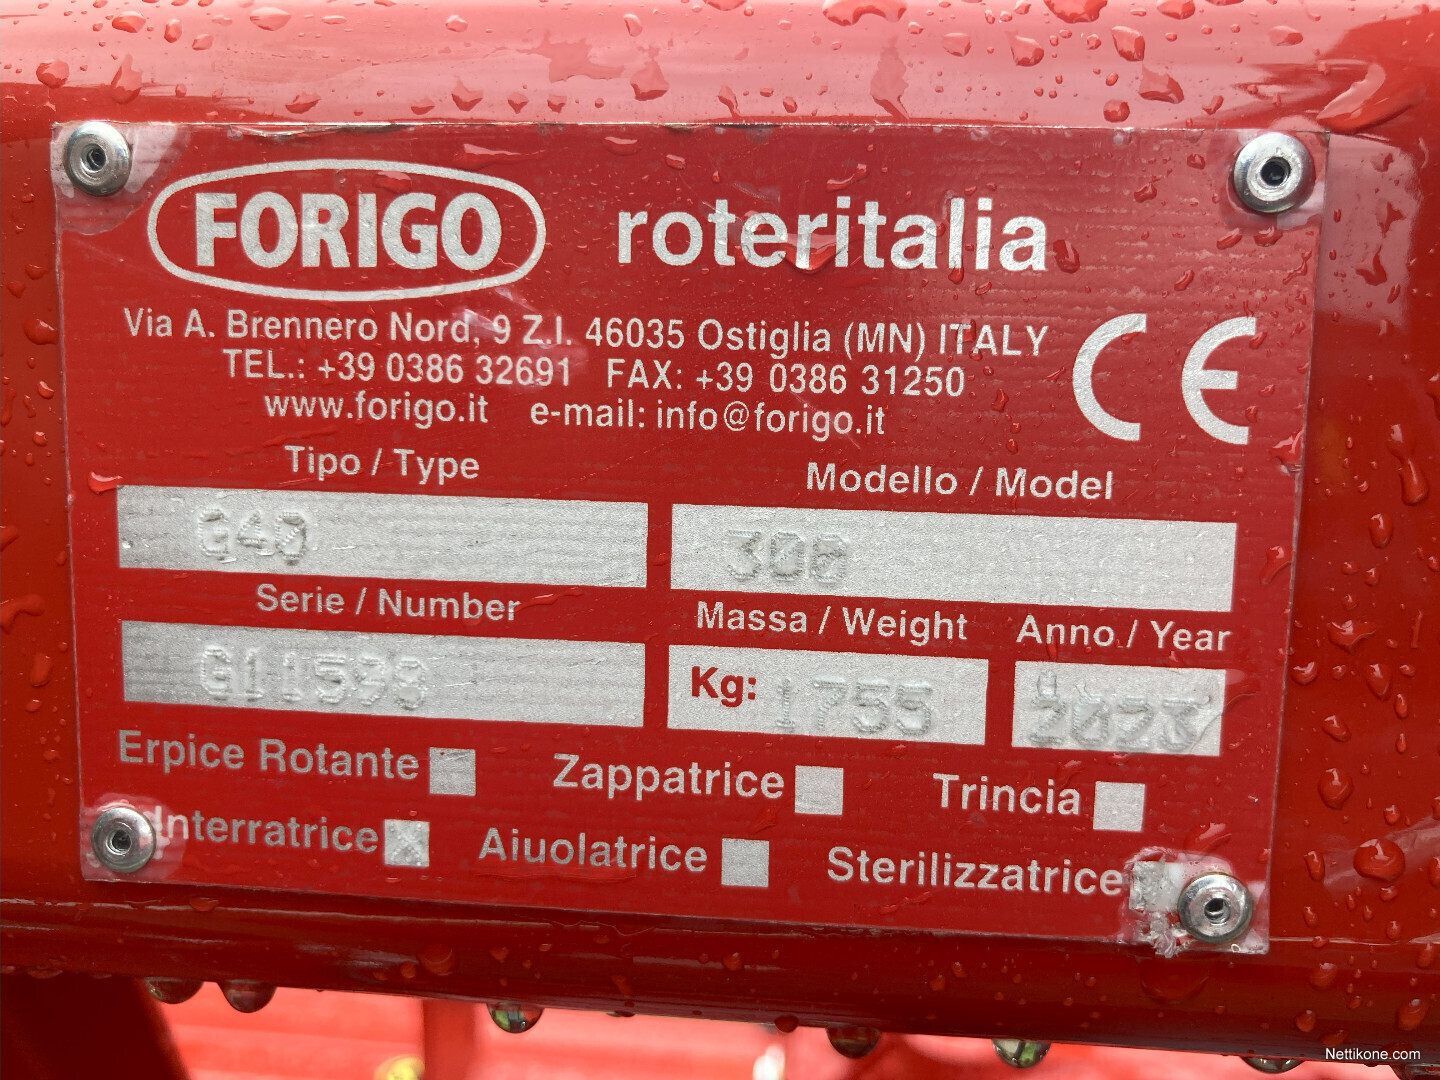 FORIGO roteritalia
Via A. Brennero Nord, 9 Z.I. 46035 Ostiglia (MN) ITALY
TEL.: +39 0386 32691 FAX: +39 0386 31250
www.forigo.it e-mail: info@forigo.it
CE
Tipo / Type Modello / Model
G40 300
Serie / Number Massa / Weight Anno / Year
G11593 Kg: 1755 2023
Erpice Rotante Zappatrice Trincia
Interratrice Aiuolatrice Sterilizzatrice
Nettikone.com